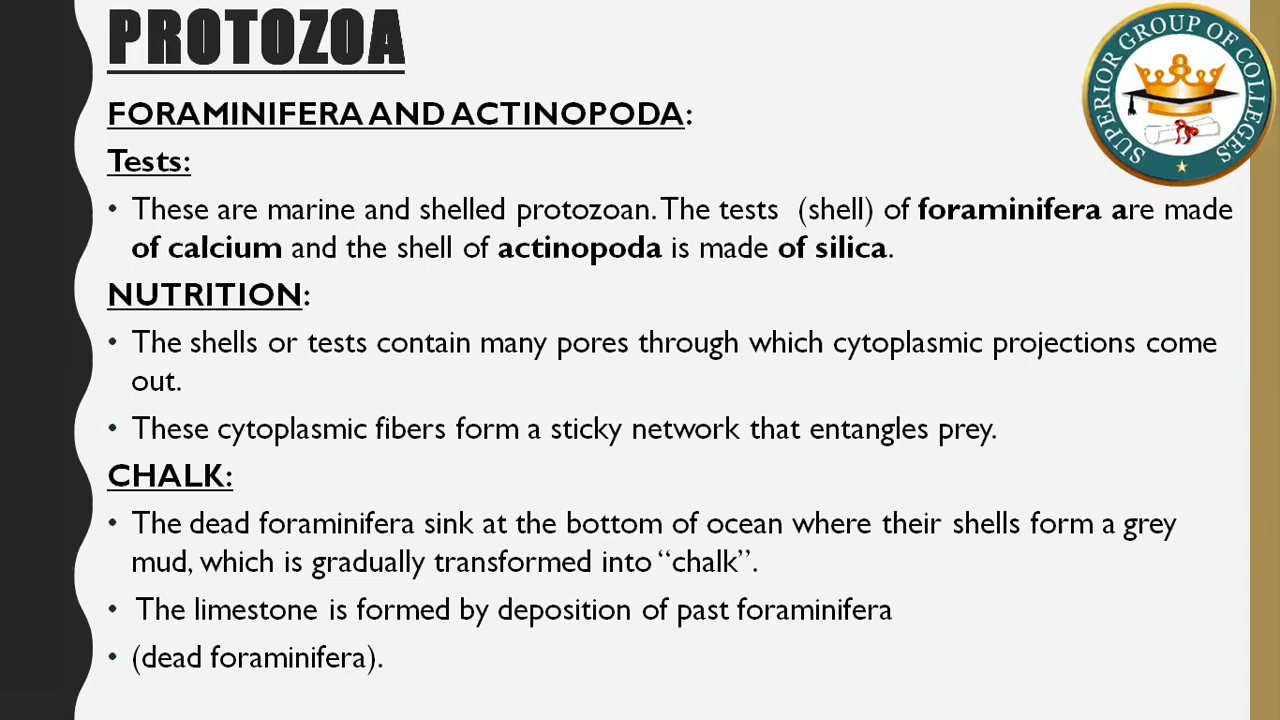 PROTOZOA
SUPERIOR GROUP OF COLLEGES
FORAMINIFERA AND ACTINOPODA:
Tests:
• These are marine and shelled protozoan. The tests (shell) of foraminifera are made
of calcium and the shell of actinopoda is made of silica.
NUTRITION:
• The shells or tests contain many pores through which cytoplasmic projections come
out.
• These cytoplasmic fibers form a sticky network that entangles prey.
CHALK:
• The dead foraminifera sink at the bottom of ocean where their shells form a grey
mud, which is gradually transformed into “chalk”.
• The limestone is formed by deposition of past foraminifera
• (dead foraminifera).